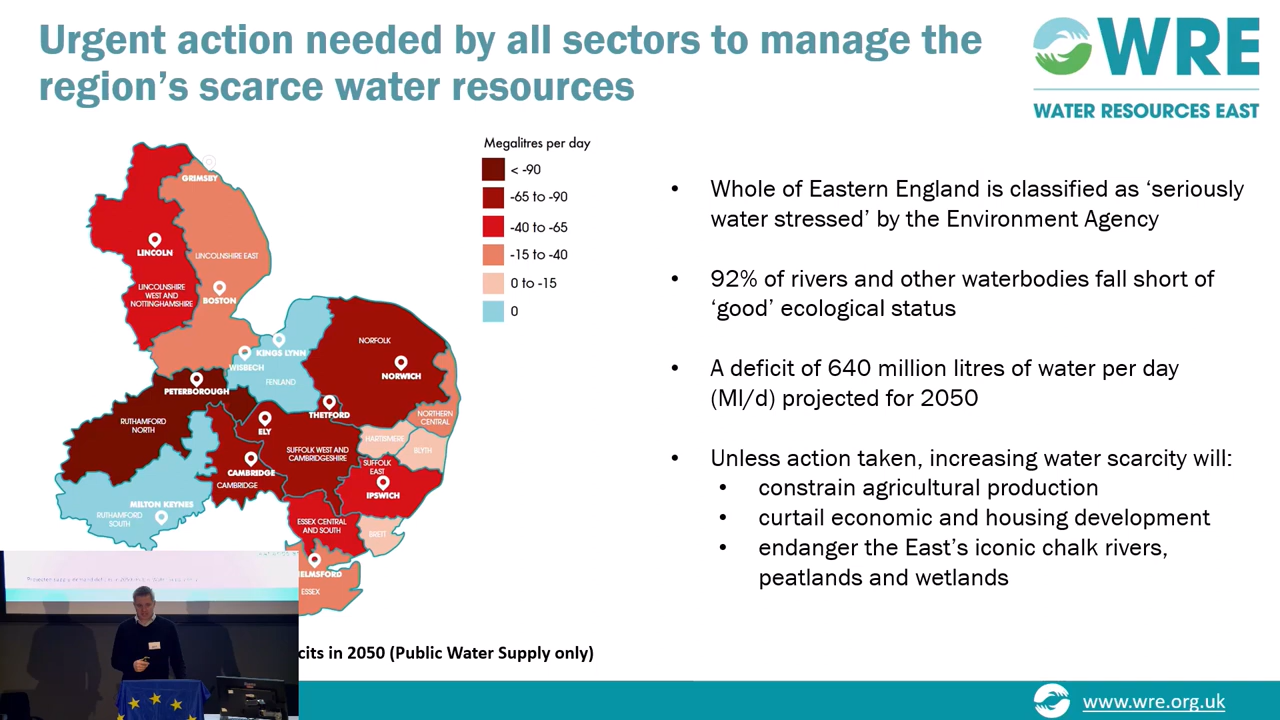 Urgent action needed by all sectors to manage the
region's scarce water resources
WRE
WATER RESOURCES EAST
Megalitres per day
< -90
-65 to -90
-40 to -65
-15 to -40
0 to -15
0
GRIMSBY
LINCOLN
LINCOLNSHIRE EAST
LINCOLNSHIRE
WEST AND
NOTTINGHAMSHIRE
BOSTON
NORFOLK
KINGS LYNN
WISBECH
FENLAND
NORWICH
PETERBOROUGH
THETFORD
NORTHERN
CENTRAL
RUTHAMFORD
NORTH
ELY
HARTISMERE
BLYTH
SUFFOLK WEST AND
CAMBRIDGESHIRE
SUFFOLK
EAST
CAMBRIDGE
CAMBRIDGE
IPSWICH
MILTON KEYNES
RUTHAMFORD
SOUTH
ESSEX CENTRAL
AND SOUTH
BRETT
ELMSFORD
ESSEX
cits in 2050 (Public Water Supply only)
• Whole of Eastern England is classified as ‘seriously
water stressed’ by the Environment Agency
• 92% of rivers and other waterbodies fall short of
‘good’ ecological status
• A deficit of 640 million litres of water per day
(Ml/d) projected for 2050
• Unless action taken, increasing water scarcity will:
• constrain agricultural production
• curtail economic and housing development
• endanger the East’s iconic chalk rivers,
peatlands and wetlands
www.wre.org.uk